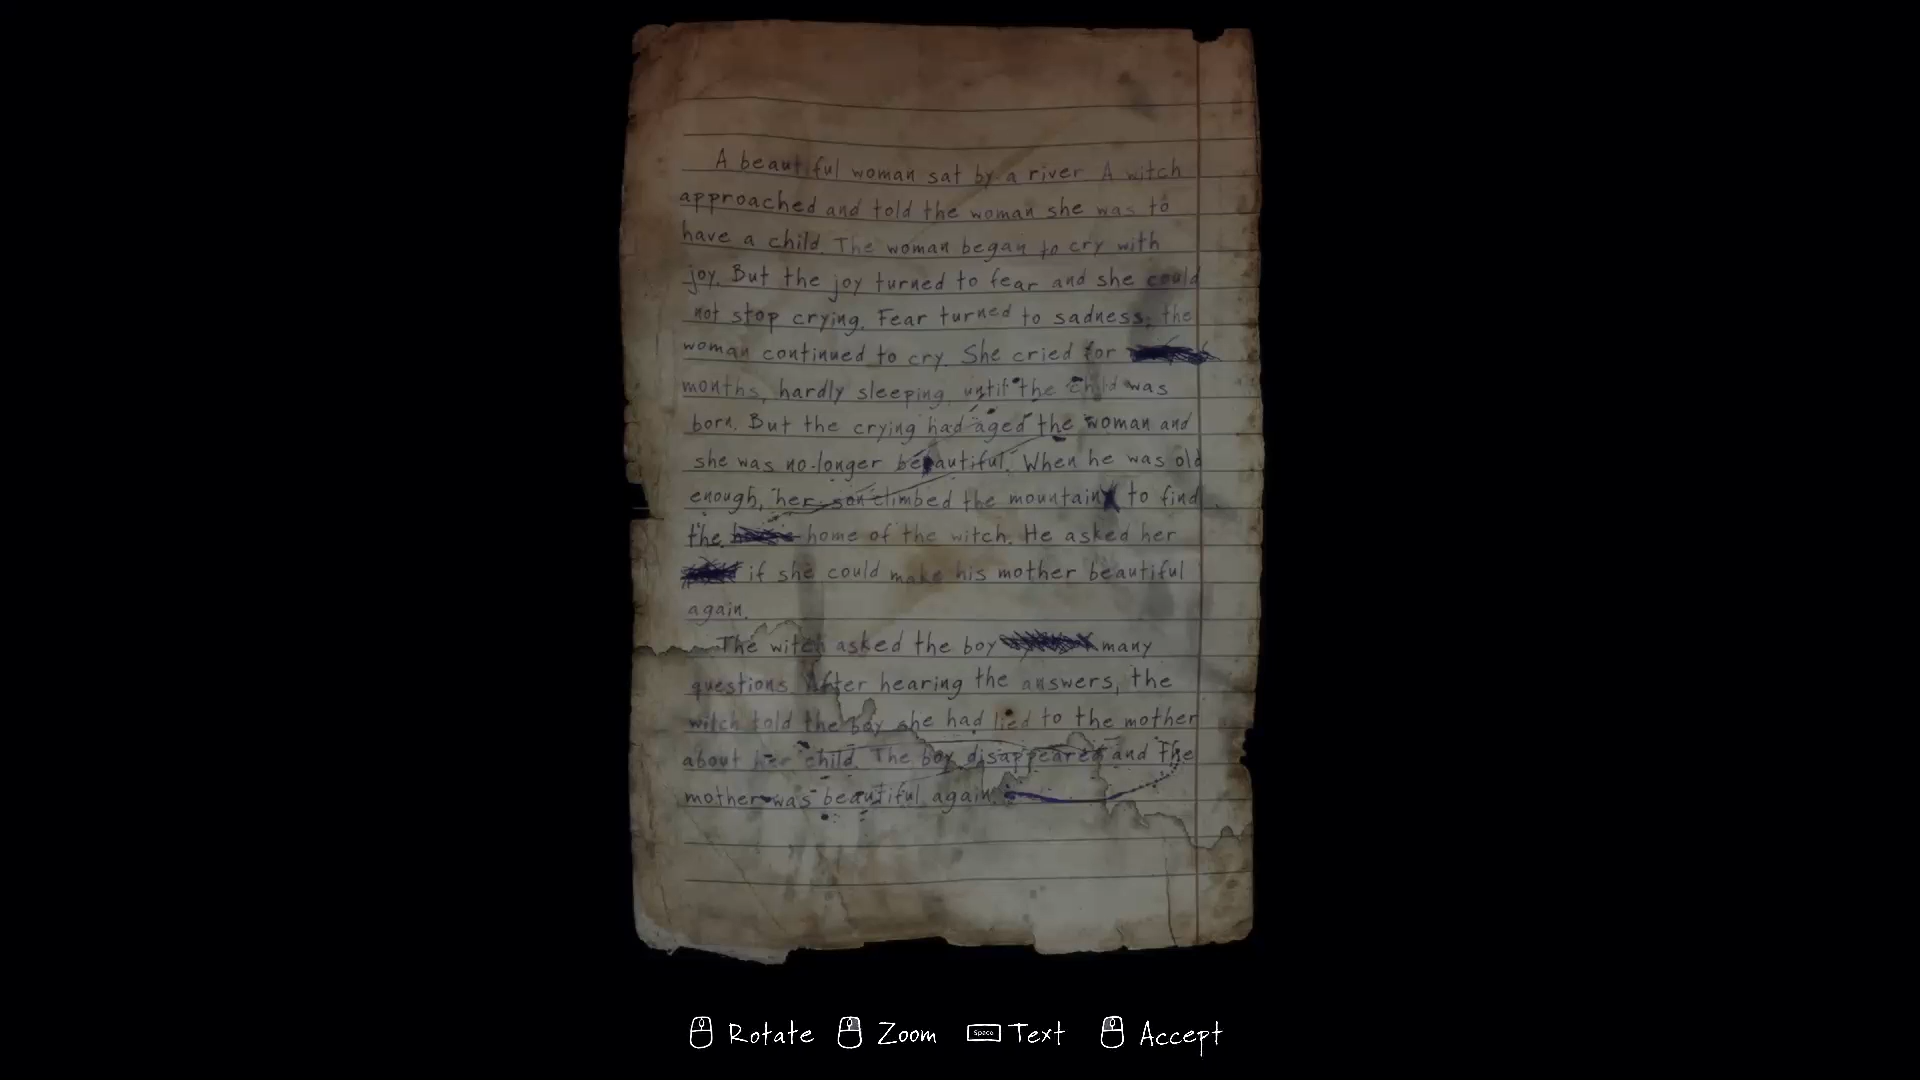 A beautiful woman sat by a river A witch
approached and told the woman she was to
have a child. The woman began to cry with
joy. But the joy turned to fear and she could
not stop crying. Fear turned to sadness; the
woman continued to cry. She cried for
months, hardly sleeping, until the child was
born. But the crying had aged the woman and
she was no-longer beautiful. When he was old
enough, her son climbed the mountain to find
the home of the witch. He asked her
if she could make his mother beautiful
again.
The witch asked the boy many
questions. After hearing the answers, the
witch told the boy she had lied to the mother
about her child. The boy disappeared and the
mother was beautiful again.
Rotate Zoom Space Text Accept